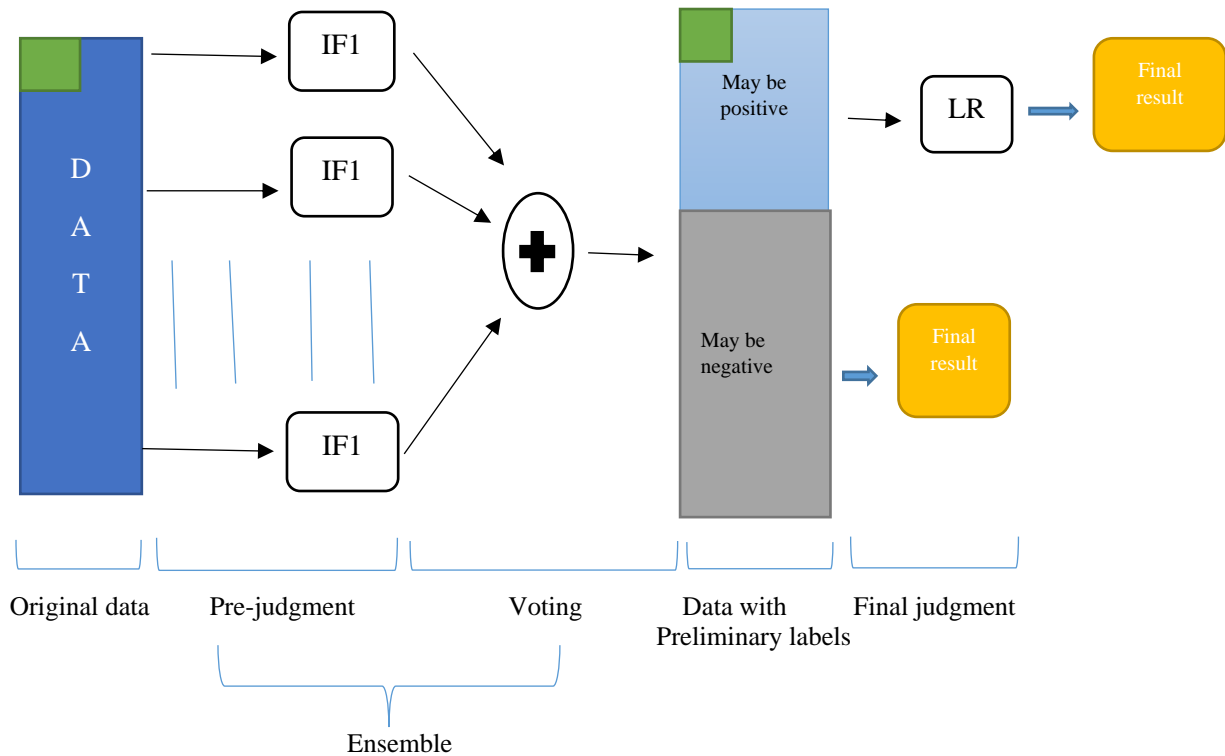 IF1
IF1
IF1
D
A
T
A
May be
positive
May be
negative
LR
Final
result
Final
result
Original data
Pre-judgment
Voting
Data with
Preliminary labels
Final judgment
Ensemble